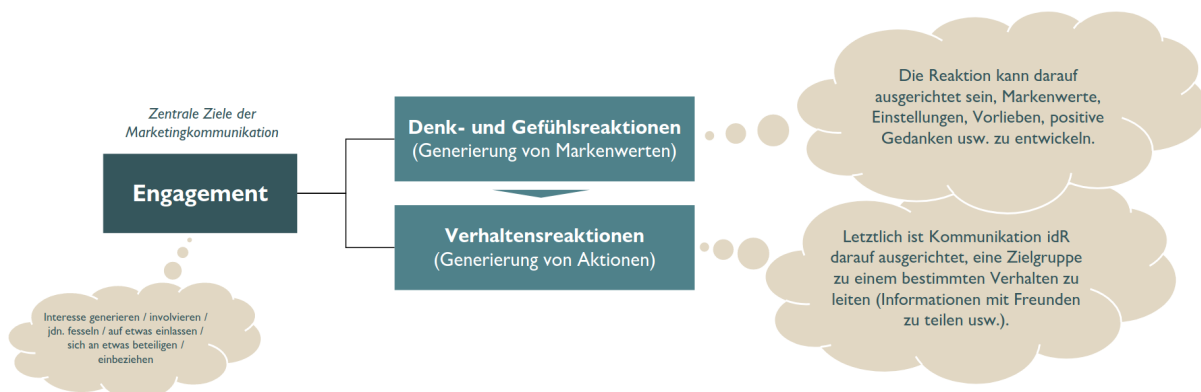 Zentrale Ziele der
Marketingkommunikation
Engagement
Interesse generieren / involvieren /
jdn. fesseln / auf etwas einlassen /
sich an etwas beteiligen /
einbeziehen
Denk- und Gefühlsreaktionen
(Generierung von Markenwerten)
Verhaltensreaktionen
(Generierung von Aktionen)
Die Reaktion kann darauf
ausgerichtet sein, Markenwerte,
Einstellungen, Vorlieben, positive
Gedanken usw. zu entwickeln.
Letztlich ist Kommunikation idR
darauf ausgerichtet, eine Zielgruppe
zu einem bestimmten Verhalten zu
leiten (Informationen mit Freunden
zu teilen usw.).